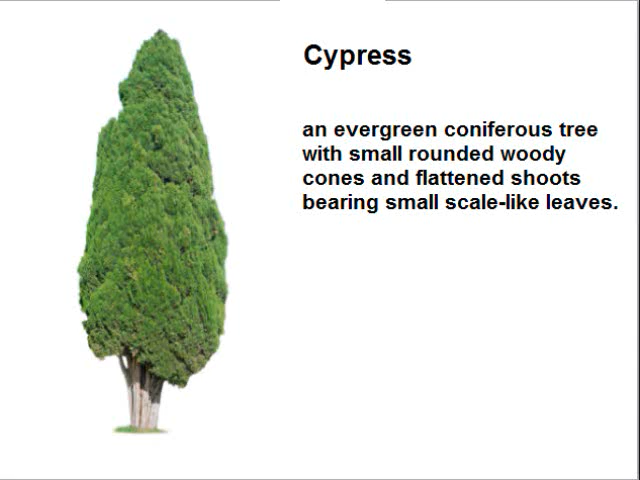 Cypress
an evergreen coniferous tree
with small rounded woody
cones and flattened shoots
bearing small scale-like leaves.